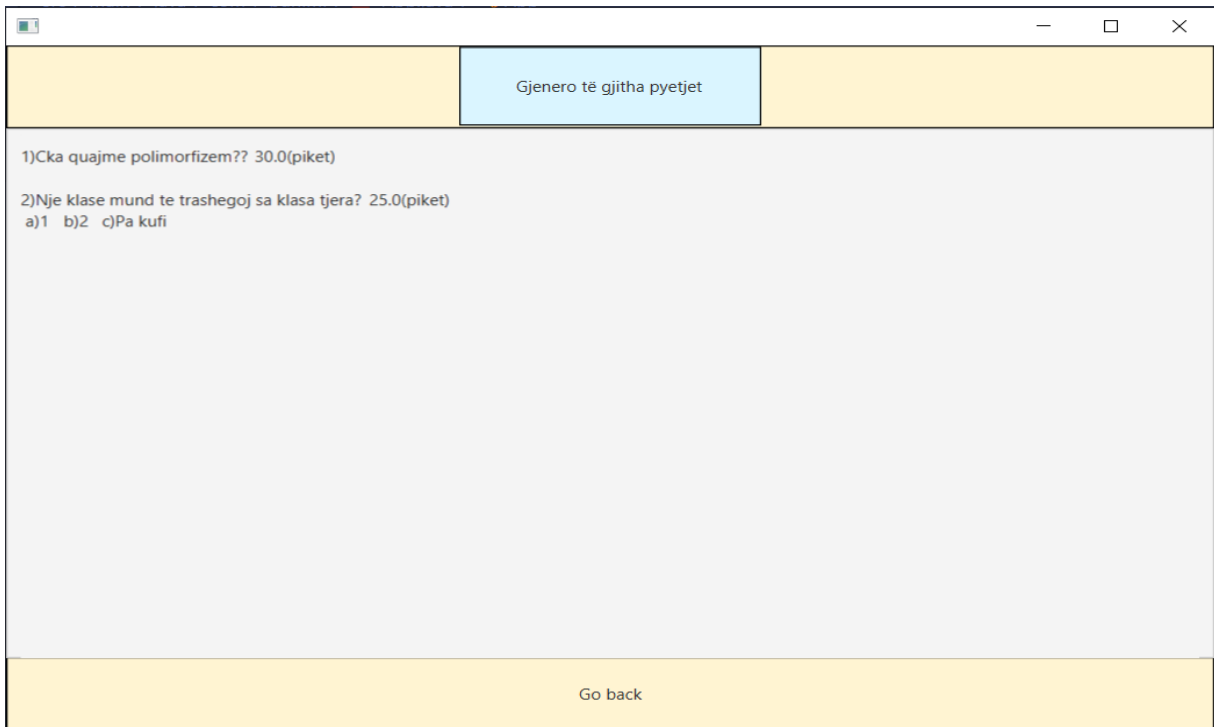 Gjenero të gjitha pyetjet
1)Cka quajme polimorfizem?? 30.0(piket)
2)Nje klase mund te trashegoj sa klasa tjera? 25.0(piket)
a)1 b)2 c)Pa kufi
Go back